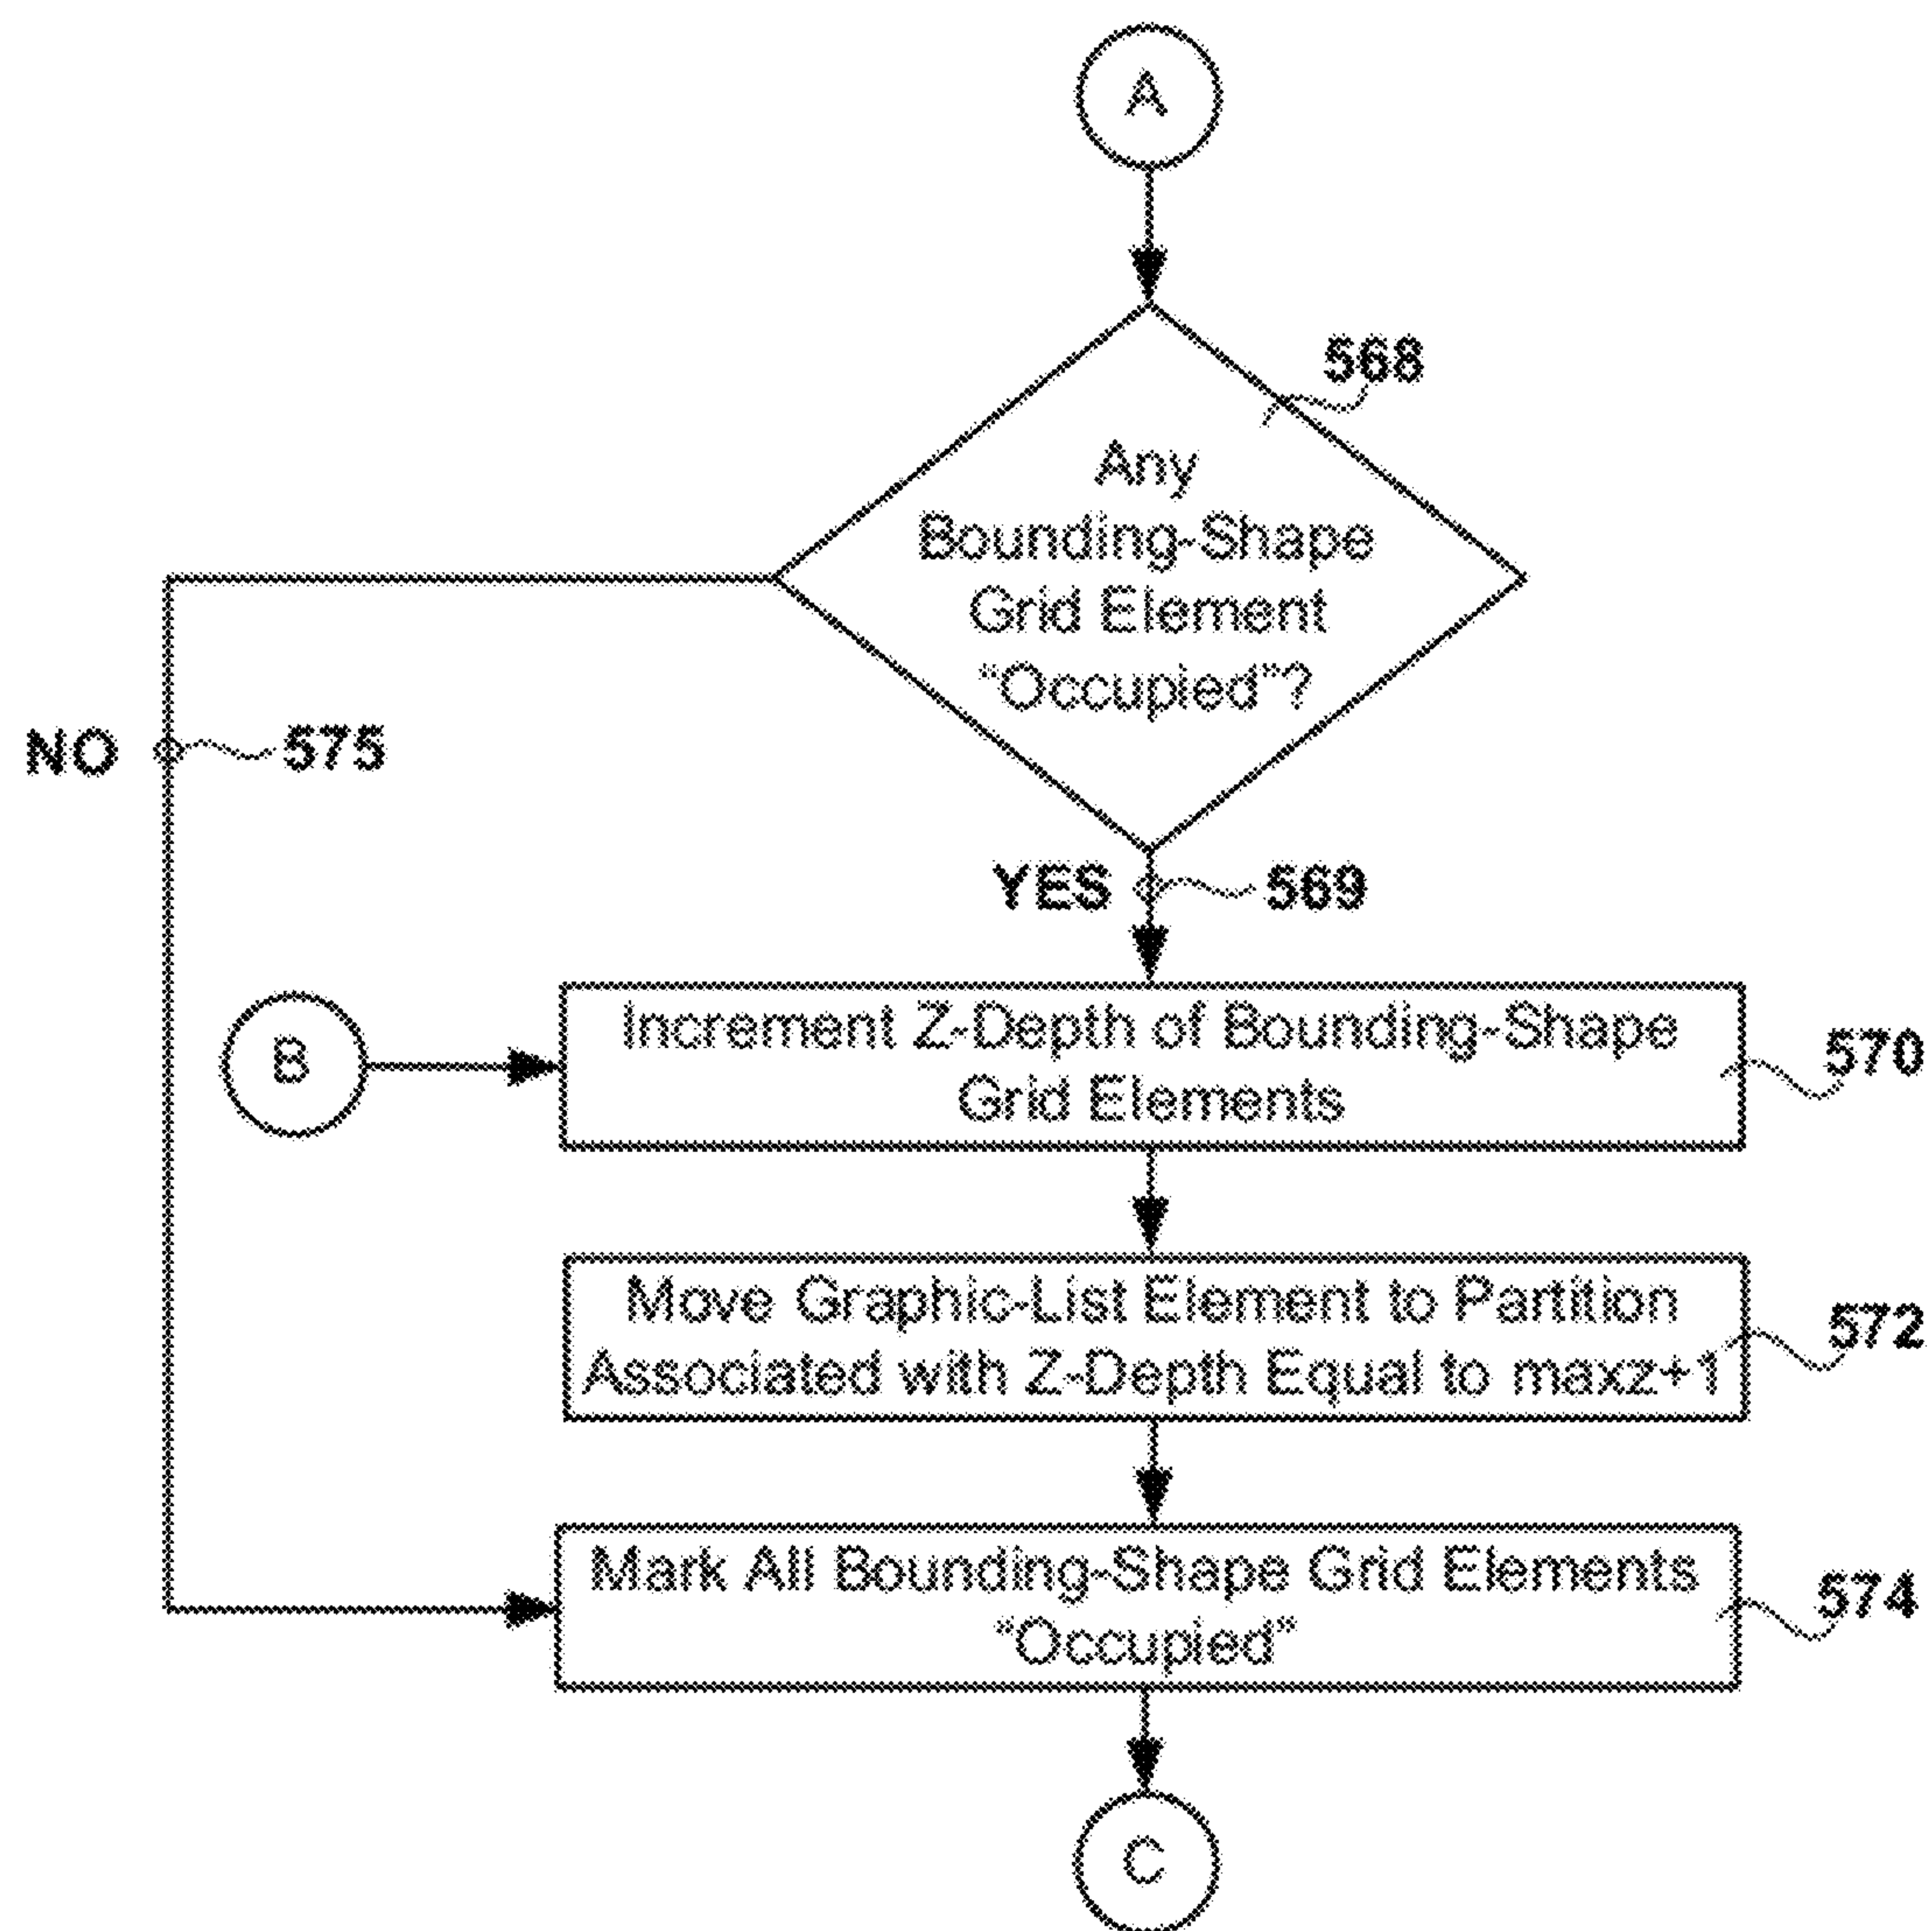 A
568
Any
Bounding-Shape
Grid Element
“Occupied”?
NO
575
YES
569
B
Increment Z-Depth of Bounding-Shape
Grid Elements
570
Move Graphic-List Element to Partition
Associated with Z-Depth Equal to maxz+1
572
Mark All Bounding-Shape Grid Elements
“Occupied”
574
C